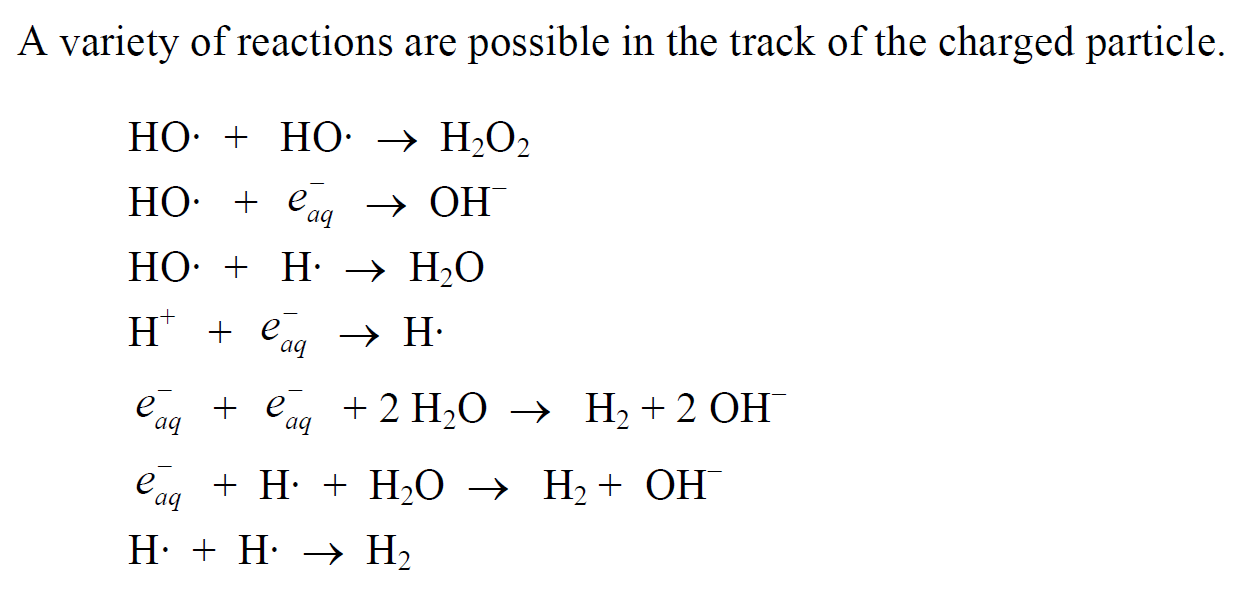 A variety of reactions are possible in the track of the charged particle.
HO· + HO· → H₂O₂
HO· + e⁻aq → OH⁻
HO· + H· → H₂O
H⁺ + e⁻aq → H·
e⁻aq + e⁻aq + 2 H₂O → H₂ + 2 OH⁻
e⁻aq + H· + H₂O → H₂ + OH⁻
H· + H· → H₂